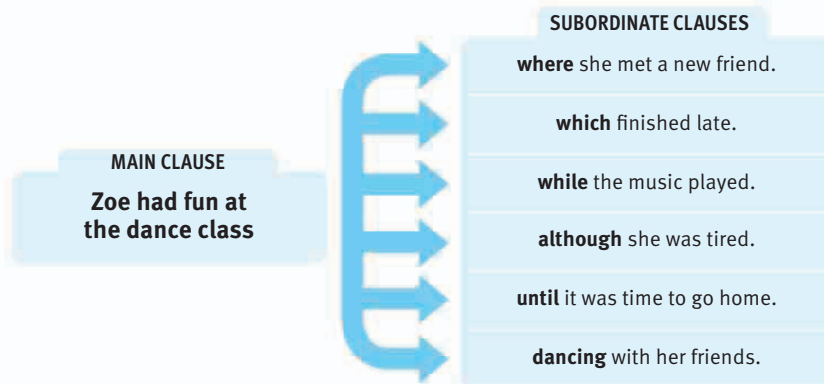 MAIN CLAUSE
Zoe had fun at
the dance class
SUBORDINATE CLAUSES
where she met a new friend.
which finished late.
while the music played.
although she was tired.
until it was time to go home.
dancing with her friends.